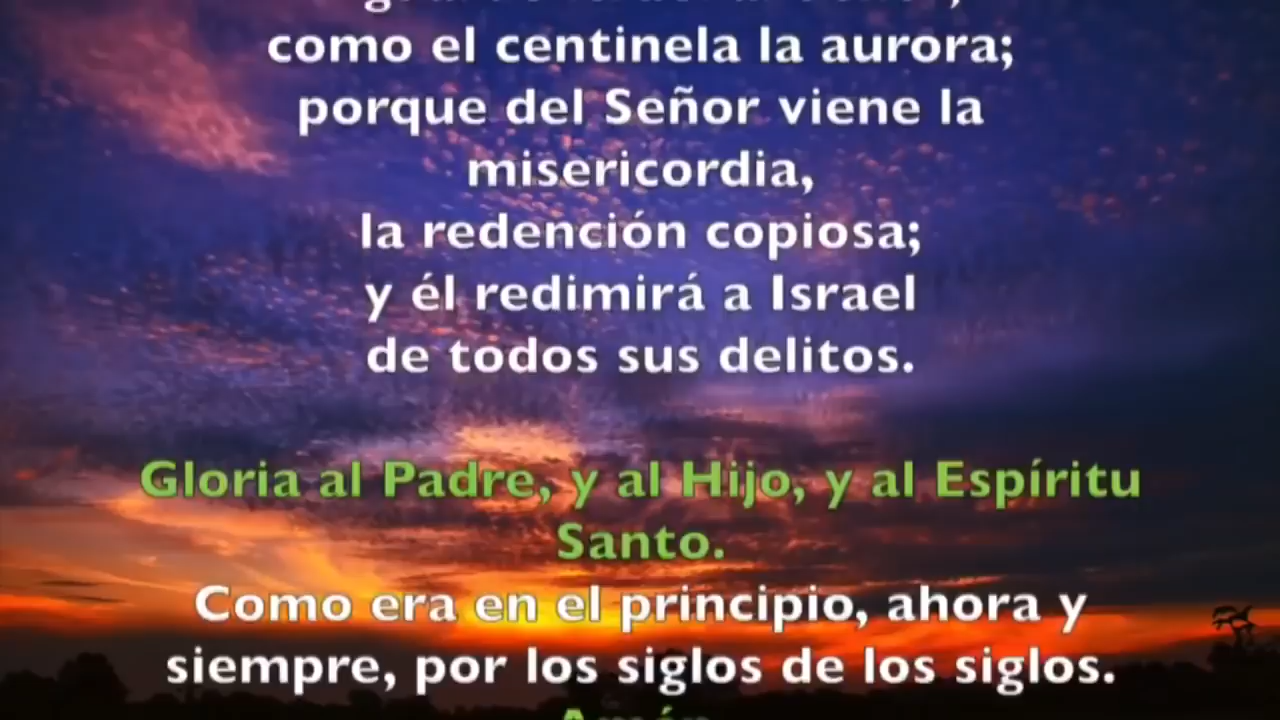 como el centinela la aurora;
porque del Señor viene la
misericordia,
la redención copiosa;
y él redimirá a Israel
de todos sus delitos.
Gloria al Padre, y al Hijo, y al Espíritu
Santo.
Como era en el principio, ahora y
siempre, por los siglos de los siglos.